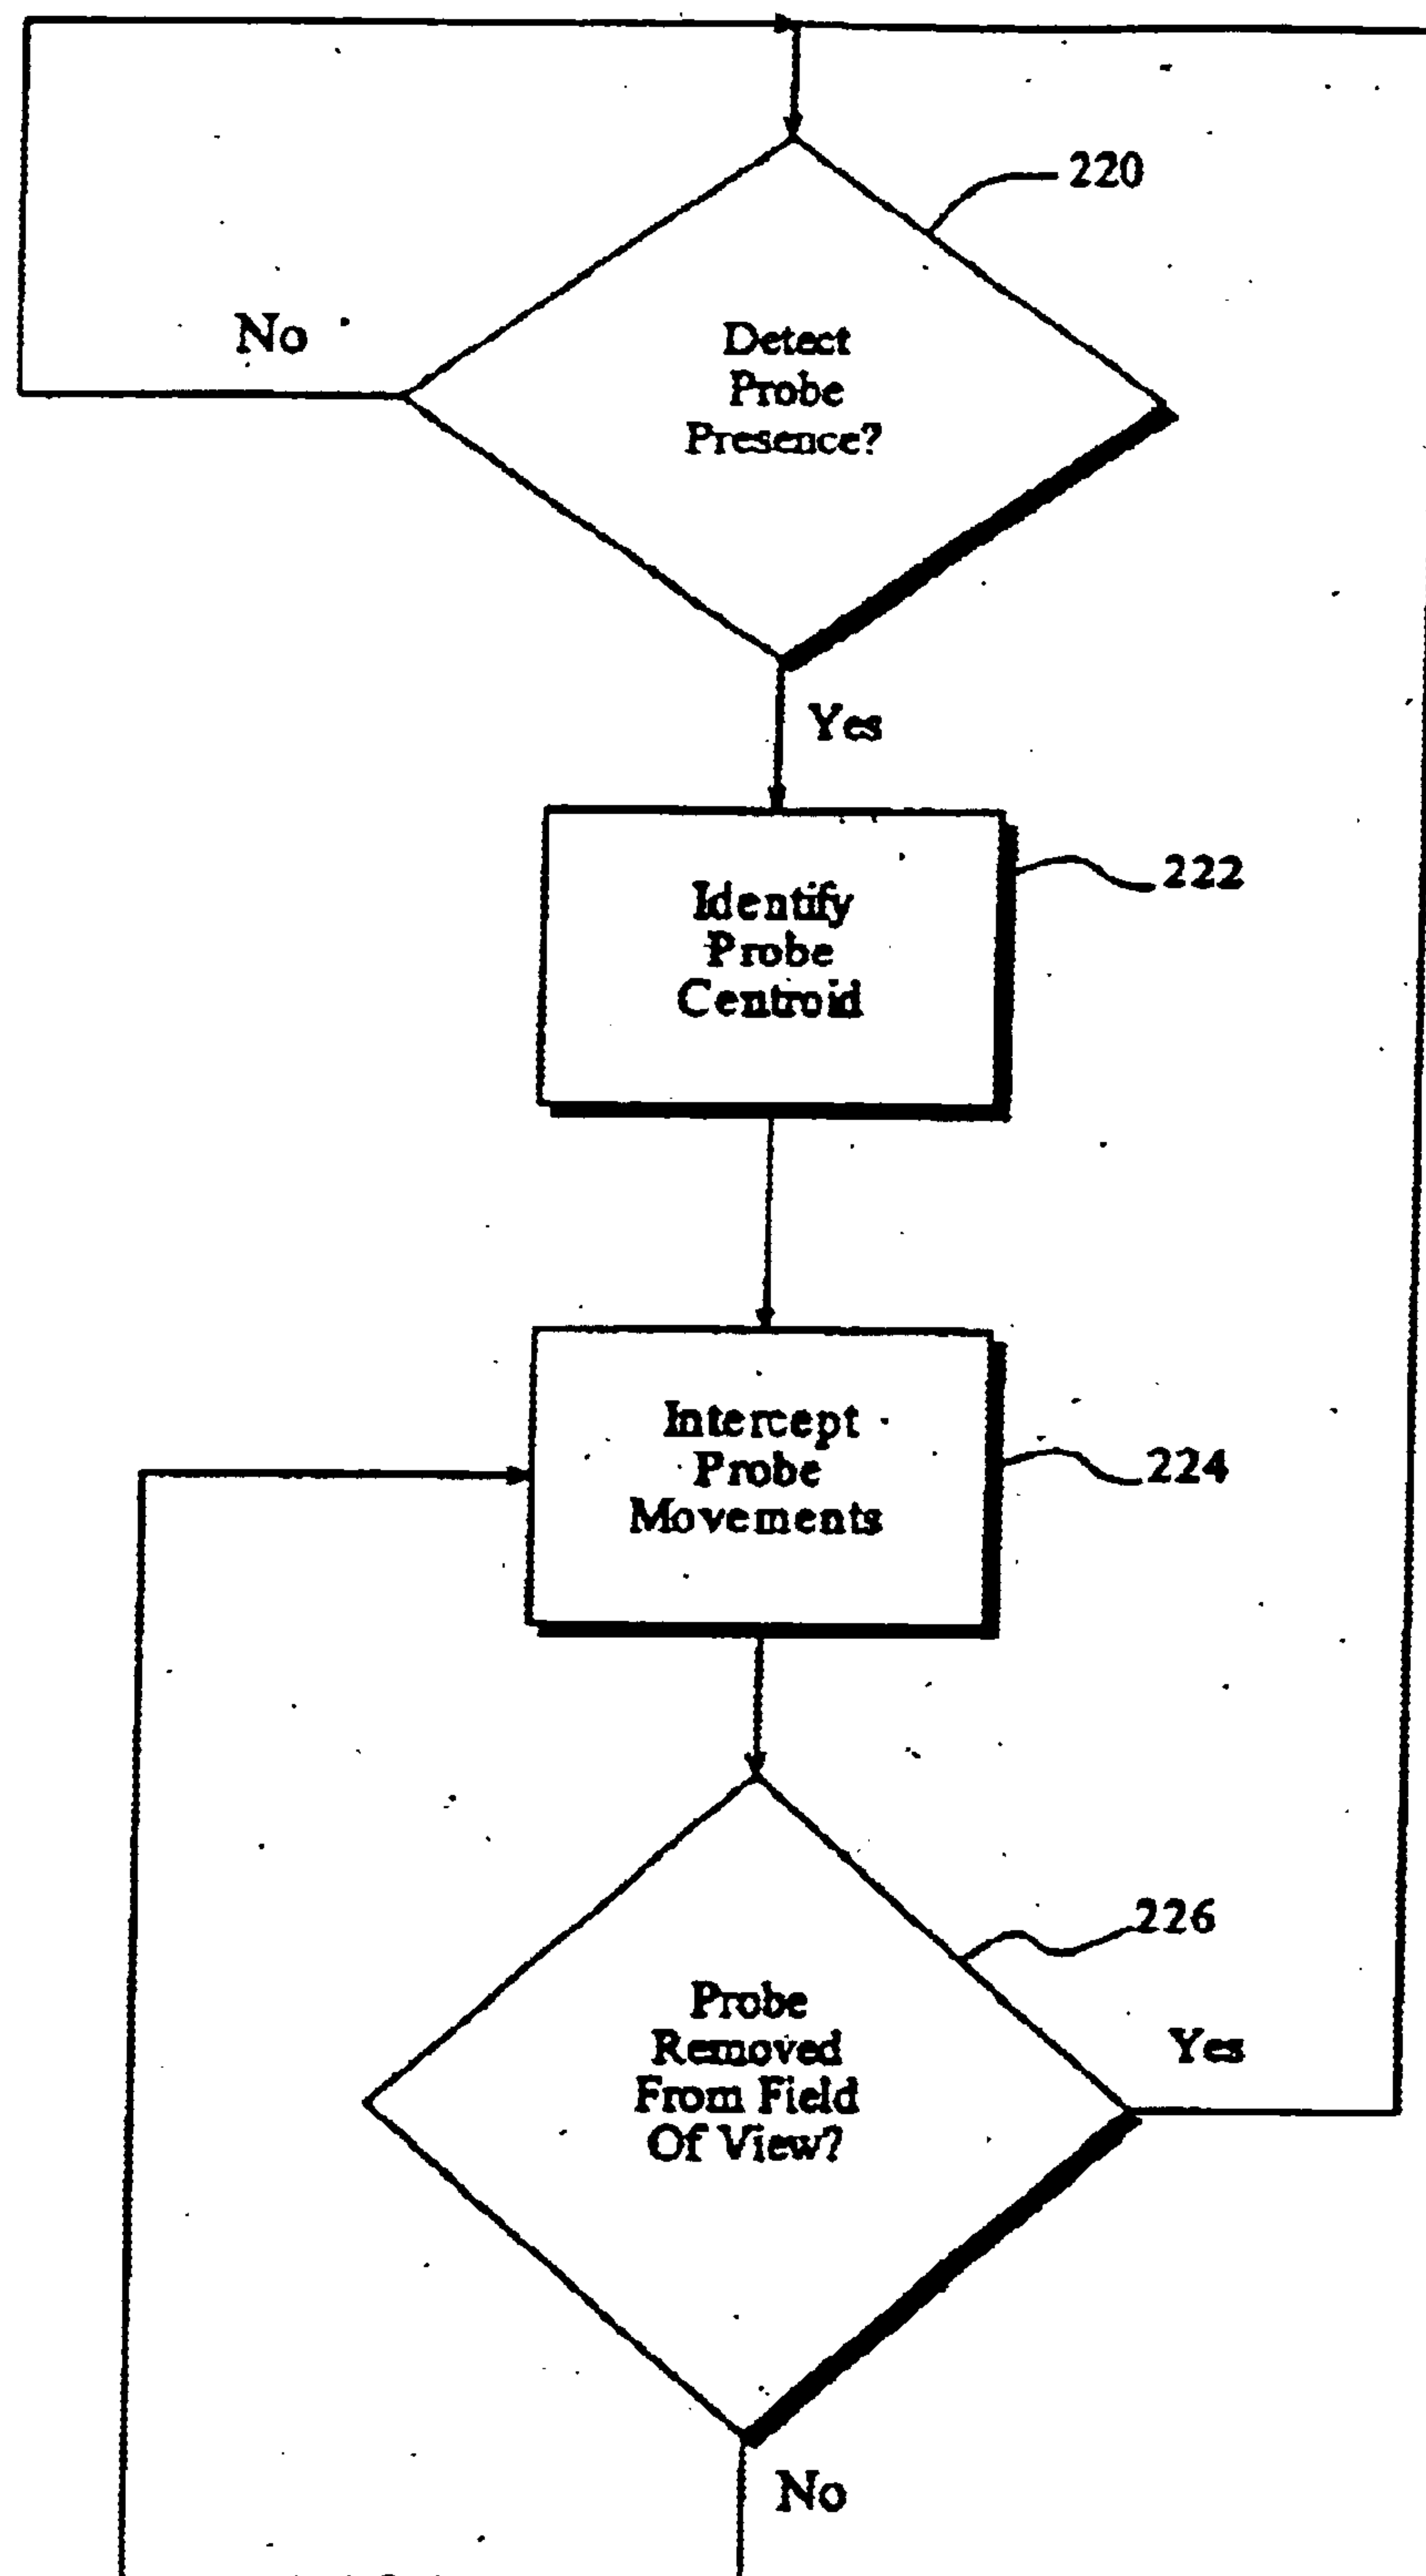 220
No
Detect
Probe
Presence?
Yes
222
Identify
Probe
Centroid
Intercept
Probe
Movements
224
226
Probe
Removed
From Field
Of View?
Yes
No